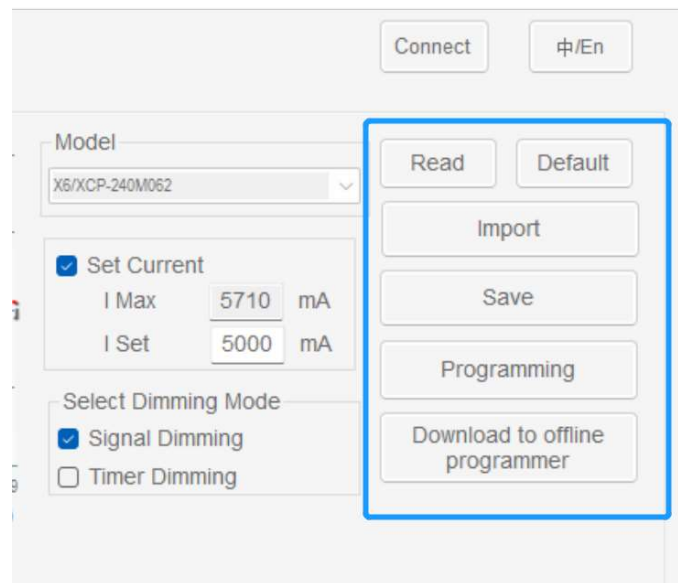 Connect
中/En
Model
X6/XCP-240M062
Read
Default
Import
Set Current
I Max 5710 mA
I Set 5000 mA
Save
Programming
Select Dimming Mode
Signal Dimming
Timer Dimming
Download to offline
programmer